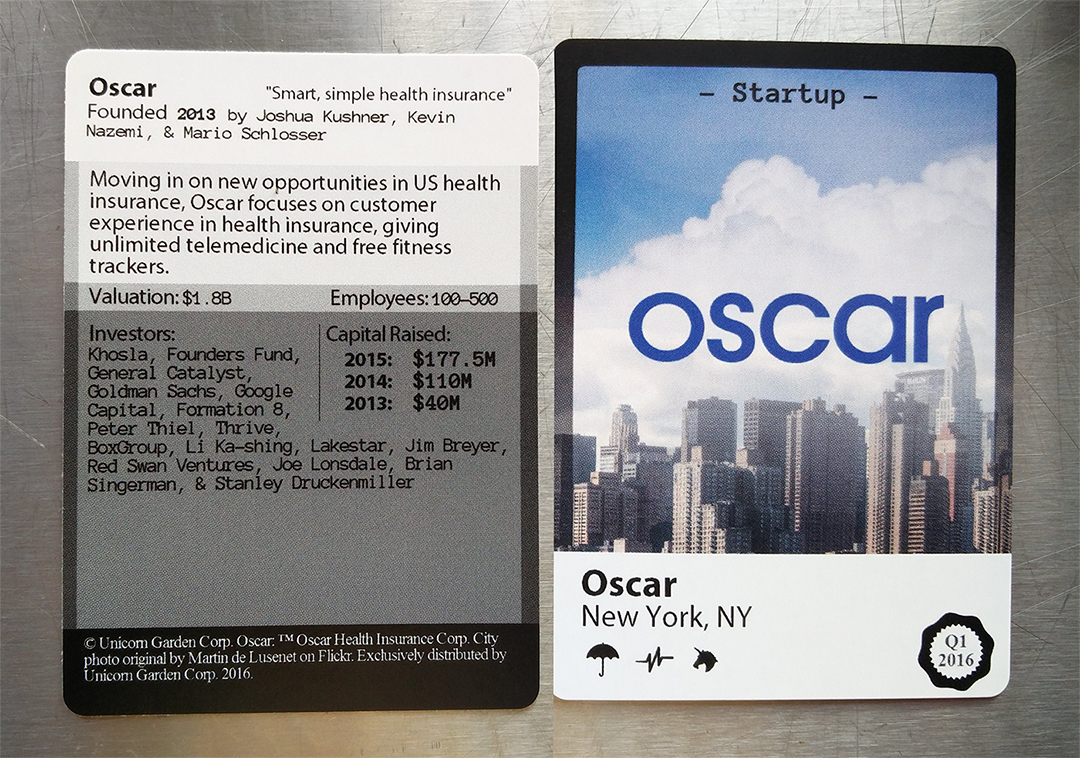 Oscar
"Smart, simple health insurance"
Founded 2013 by Joshua Kushner, Kevin
Nazemi, & Mario Schlosser
Moving in on new opportunities in US health
insurance, Oscar focuses on customer
experience in health insurance, giving
unlimited telemedicine and free fitness
trackers.
Valuation: $1.8B
Employees: 100-500
Investors:
Khosla, Founders Fund,
General Catalyst,
Goldman Sachs, Google
Capital, Formation 8,
Peter Thiel, Thrive,
BoxGroup, Li Ka-shing, Lakestar, Jim Breyer,
Red Swan Ventures, Joe Lonsdale, Brian
Singerman, & Stanley Druckenmiller
Capital Raised:
2015: $177.5M
2014: $110M
2013: $40M
© Unicorn Garden Corp. Oscar: ™ Oscar Health Insurance Corp. City
photo original by Martin de Lusenet on Flickr. Exclusively distributed by
Unicorn Garden Corp. 2016.
- Startup -
oscar
Oscar
New York, NY
Q1
2016